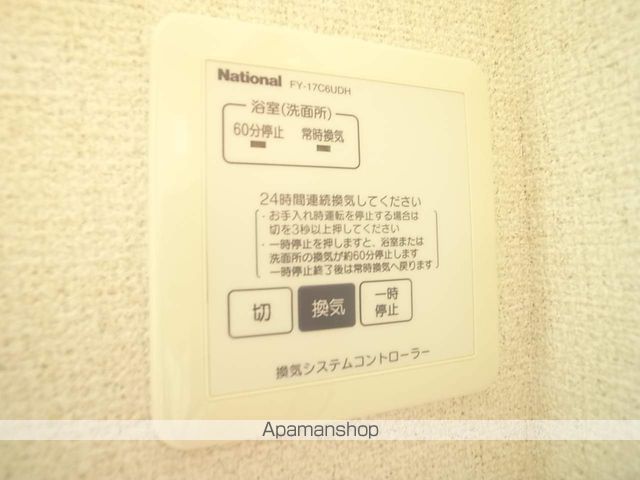 National FY-17C6UDH
浴室(洗面所)
60分停止 常時換気
24時間連続換気してください
・お手入れ時運転を停止する場合は
切を3秒以上押してください
・一時停止を押しますと、浴室または
洗面所の換気が約60分停止します
一時停止終了後は常時換気へ戻ります
切 換気 一時
停止
換気システムコントローラー
Apamanshop